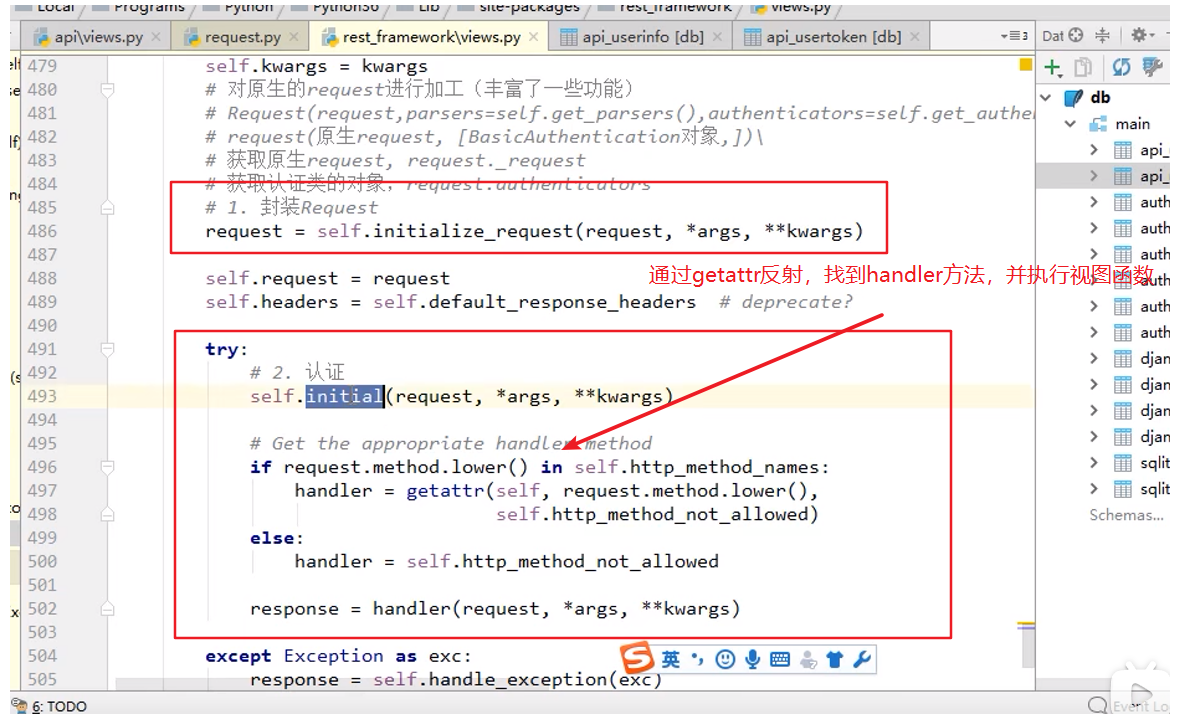 Local Programs Python Python36 Lib site-packages rest_framework views.py
api\views.py request.py rest_framework\views.py api_userinfo [db] api_usertoken [db] 3 Dat
479 self.kwargs = kwargs
480 # 对原生的request进行加工（丰富了一些功能）
481 # Request(request,parsers=self.get_parsers(),authenticators=self.get_authe
482 # request(原生request, [BasicAuthentication对象,])\
483 # 获取原生request, request._request
484 # 获取认证类的对象，request.authenticators
485 # 1. 封装Request
486 request = self.initialize_request(request, *args, **kwargs)
487
488 self.request = request
通过getattr反射，找到handler方法，并执行视图函数
489 self.headers = self.default_response_headers # deprecate?
490
491 try:
492 # 2. 认证
493 self.initial(request, *args, **kwargs)
494
495 # Get the appropriate handler method
496 if request.method.lower() in self.http_method_names:
497 handler = getattr(self, request.method.lower(),
498 self.http_method_not_allowed)
499 else:
500 handler = self.http_method_not_allowed
501
502 response = handler(request, *args, **kwargs)
503
504 except Exception as exc:
505 response = self.handle_exception(exc)
英
db
main
api_
api_
auth
auth
auth
auth
auth
auth
djan
djan
djan
djan
sqlit
sqlit
Schemas...
6: TODO
Event Lo